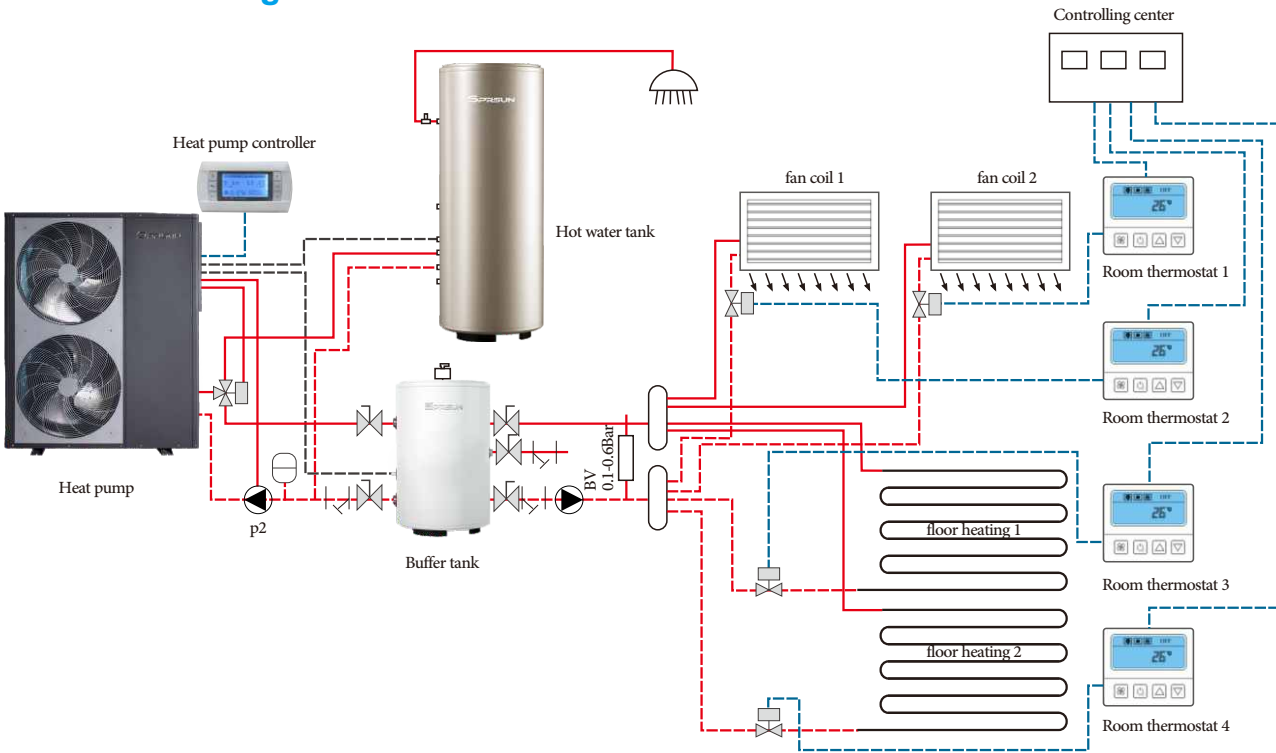 Controlling center
Heat pump controller
SPRSUN
Hot water tank
fan coil 1
fan coil 2
26°
Room thermostat 1
26°
Room thermostat 2
SPRSUN
Heat pump
p2
SPRSUN
Buffer tank
BV
0.1-0.6Bar
floor heating 1
26°
Room thermostat 3
floor heating 2
26°
Room thermostat 4